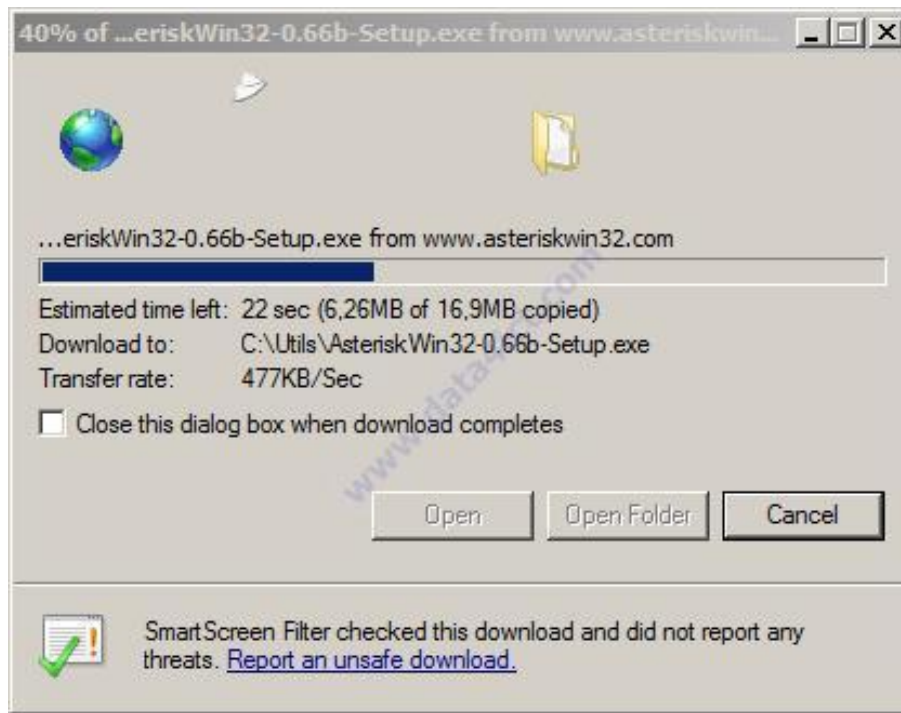 40% of ...eriskWin32-0.66b-Setup.exe from www.asteriskwin...
...eriskWin32-0.66b-Setup.exe from www.asteriskwin32.com
Estimated time left: 22 sec (6,26MB of 16,9MB copied)
Download to: C:\Utils\AsteriskWin32-0.66b-Setup.exe
Transfer rate: 477KB/Sec
Close this dialog box when download completes
Open Open Folder Cancel
SmartScreen Filter checked this download and did not report any
threats. Report an unsafe download.